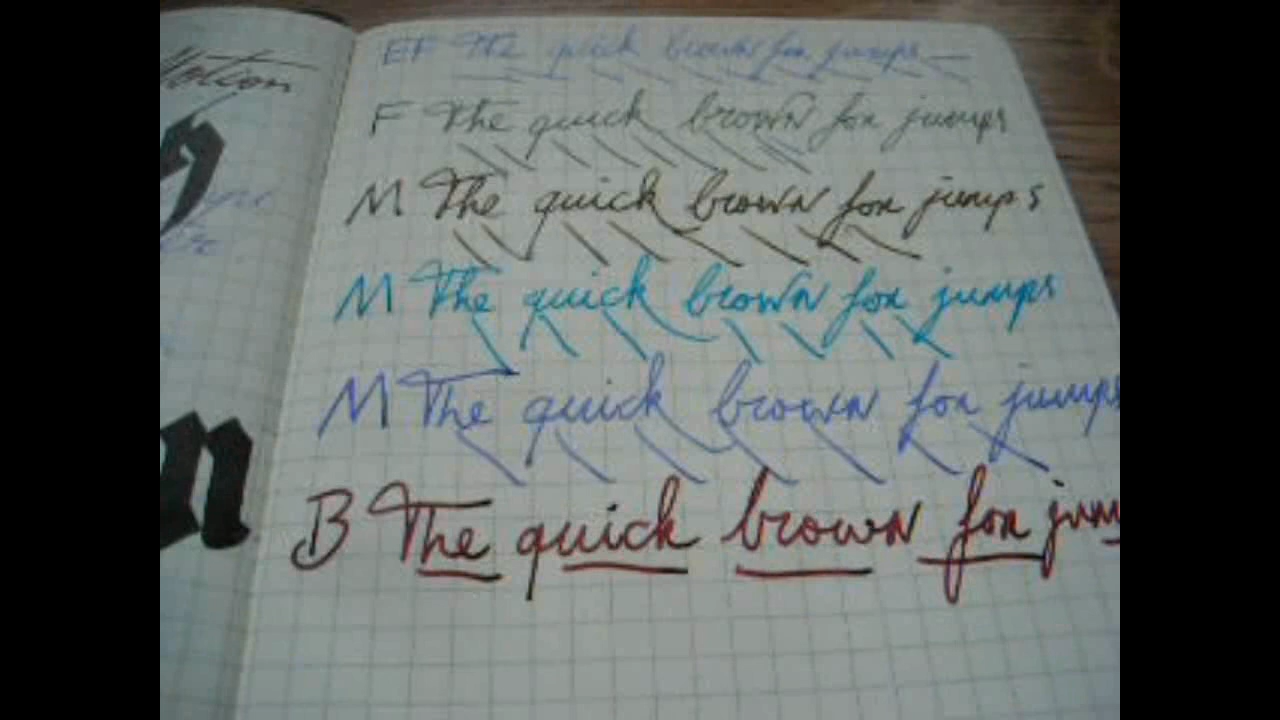 EF The quick brown fox jumps
F The quick brown fox jumps
M The quick brown fox jumps
M The quick brown fox jumps
M The quick brown fox jumps
B The quick brown fox jum